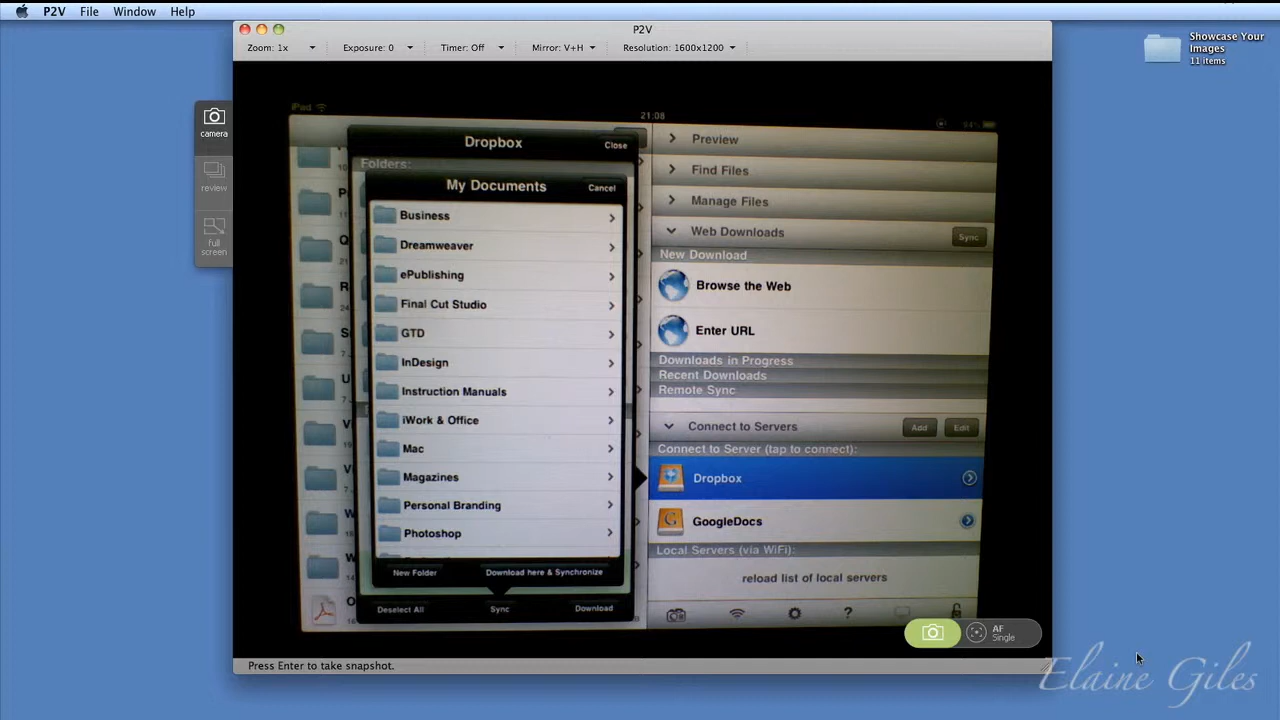 P2V File Window Help
P2V
Zoom: 1x Exposure: 0 Timer: Off Mirror: V+H Resolution: 1600x1200
Showcase Your
Images
11 items
camera
review
full
screen
iPad
21:08
Dropbox
Close
Folders:
My Documents
Cancel
Business
Dreamweaver
ePublishing
Final Cut Studio
GTD
InDesign
Instruction Manuals
iWork & Office
Mac
Magazines
Personal Branding
Photoshop
New Folder
Download here & Synchronize
Deselect All
Sync
Download
Preview
Find Files
Manage Files
Web Downloads
Sync
New Download
Browse the Web
Enter URL
Downloads in Progress
Recent Downloads
Remote Sync
Connect to Servers
Add
Edit
Connect to Server (tap to connect):
Dropbox
GoogleDocs
Local Servers (via WiFi):
reload list of local servers
?
AF
Single
Press Enter to take snapshot.
Elaine Giles